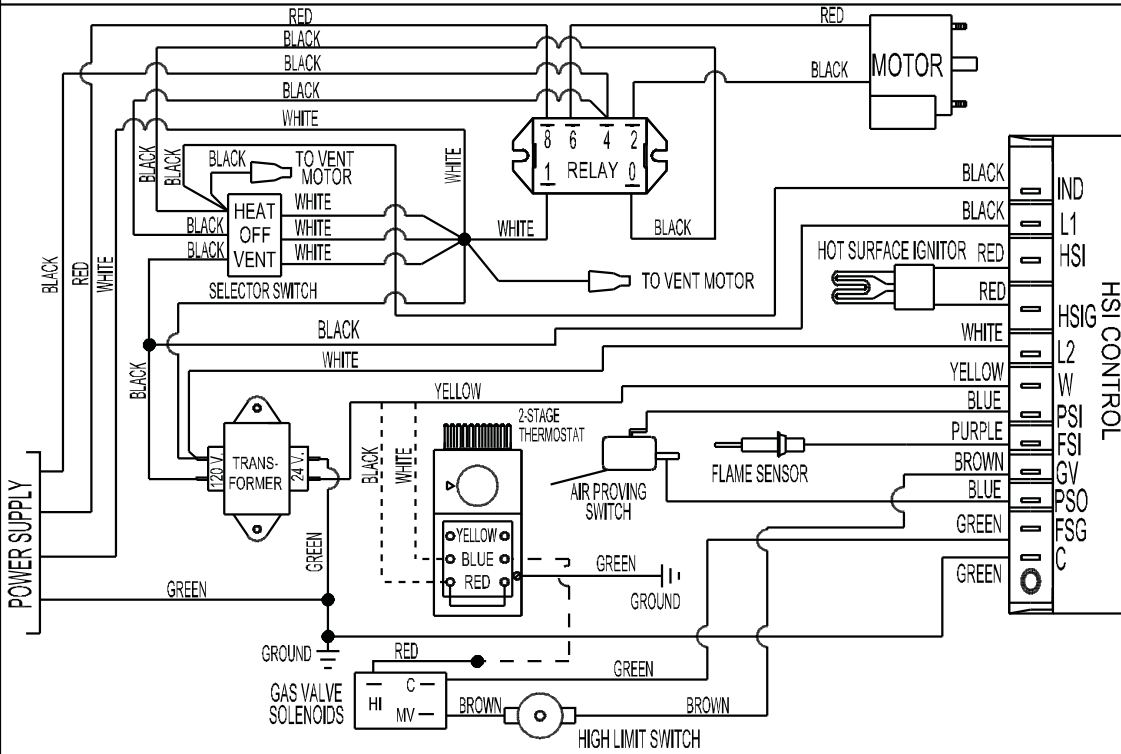 RED
RED
BLACK
BLACK
BLACK
WHITE
BLACK
MOTOR
8 6 4 2
RELAY
1 0
BLACK
BLACK
BLACK
TO VENT
MOTOR
WHITE
HEAT
OFF
VENT
BLACK
BLACK
WHITE
WHITE
WHITE
WHITE
BLACK
SELECTOR SWITCH
TO VENT MOTOR
BLACK
RED
WHITE
BLACK
WHITE
BLACK
BLACK
IND
BLACK
L1
HOT SURFACE IGNITOR
RED
HSI
RED
HSIG
WHITE
L2
YELLOW
W
BLUE
PSI
PURPLE
FSI
BROWN
GV
BLUE
PSO
GREEN
FSG
GREEN
C
HSI CONTROL
YELLOW
2-STAGE
THERMOSTAT
BLACK
WHITE
120 V.
TRANS-
FORMER
24 V.
AIR PROVING
SWITCH
FLAME SENSOR
YELLOW
BLUE
RED
GREEN
GROUND
GREEN
POWER SUPPLY
GREEN
GROUND
RED
GREEN
GAS VALVE
SOLENOIDS
C
HI
MV
BROWN
BROWN
HIGH LIMIT SWITCH